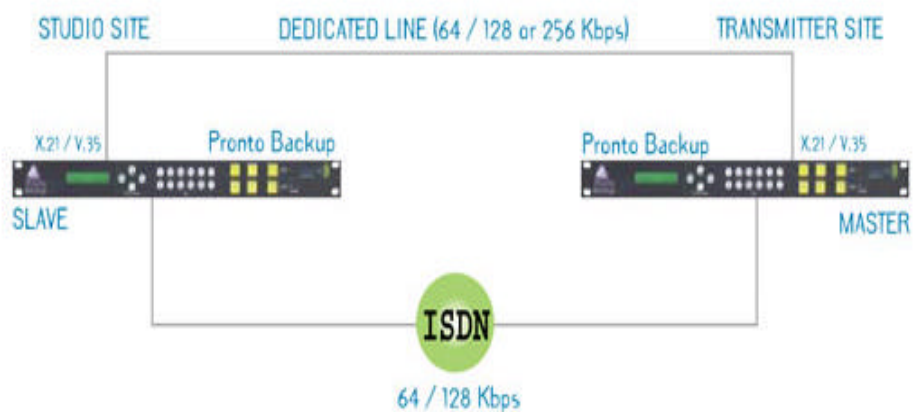 STUDIO SITE
DEDICATED LINE (64 / 128 or 256 Kbps)
TRANSMITTER SITE
X.21 / V.35
Pronto Backup
Pronto Backup
X.21 / V.35
SLAVE
MASTER
ISDN
64 / 128 Kbps